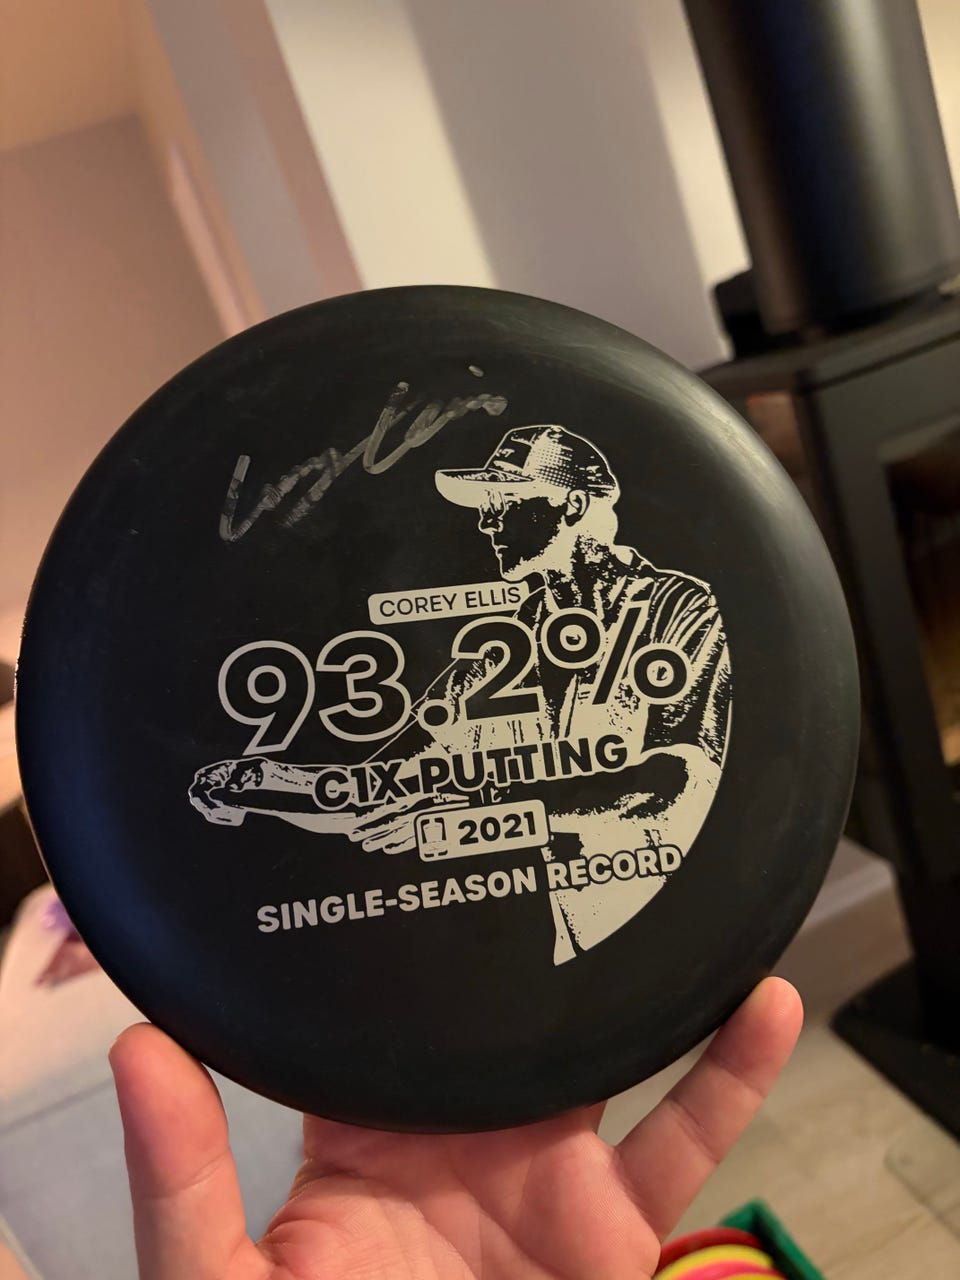 COREY ELLIS
93.2%
C1X PUTTING
2021
SINGLE-SEASON RECORD